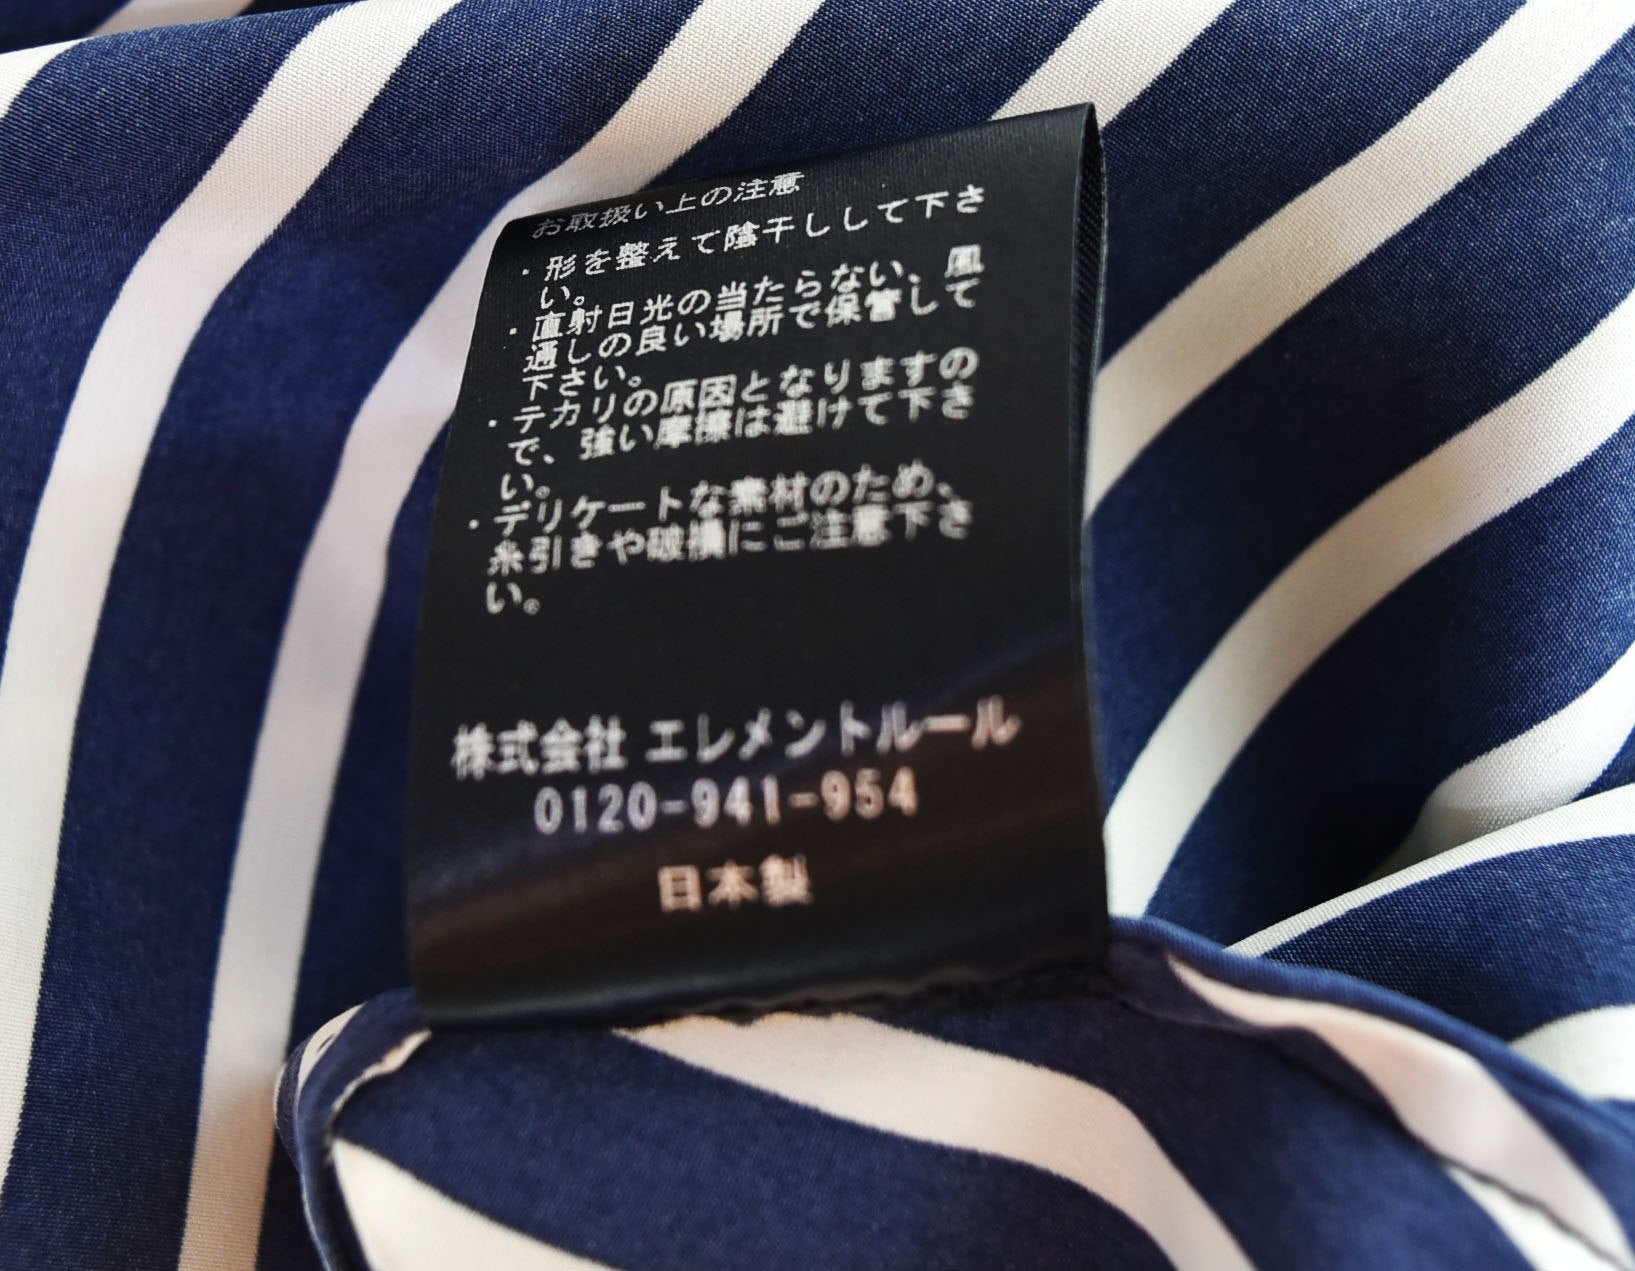 お取扱い上の注意
・形を整えて陰干しして下さ
い。
・直射日光の当たらない、風
通しの良い場所で保管して
下さい。
・テカリの原因となりますの
で、強い摩擦は避けて下さ
い。
・デリケートな素材のため、
糸引きや破損にご注意下さ
い。
株式会社 エレメントルール
0120-941-954
日本製